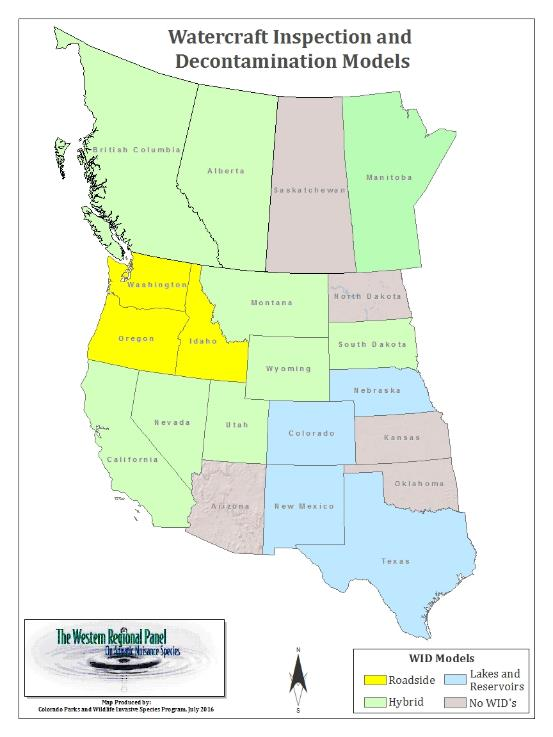 Watercraft Inspection and
Decontamination Models
British Columbia
Alberta
Saskatchewan
Manitoba
Washington
Montana
North Dakota
Oregon
Idaho
South Dakota
Wyoming
Nebraska
Nevada
Utah
Colorado
Kansas
California
Oklahoma
Arizona
New Mexico
Texas
The Western Regional Panel
On Aquatic Nuisance Species
Map Produced by:
Colorado Parks and Wildlife Invasive Species Program, July 2016
N
S
WID Models
Roadside
Lakes and
Reservoirs
Hybrid
No WID's